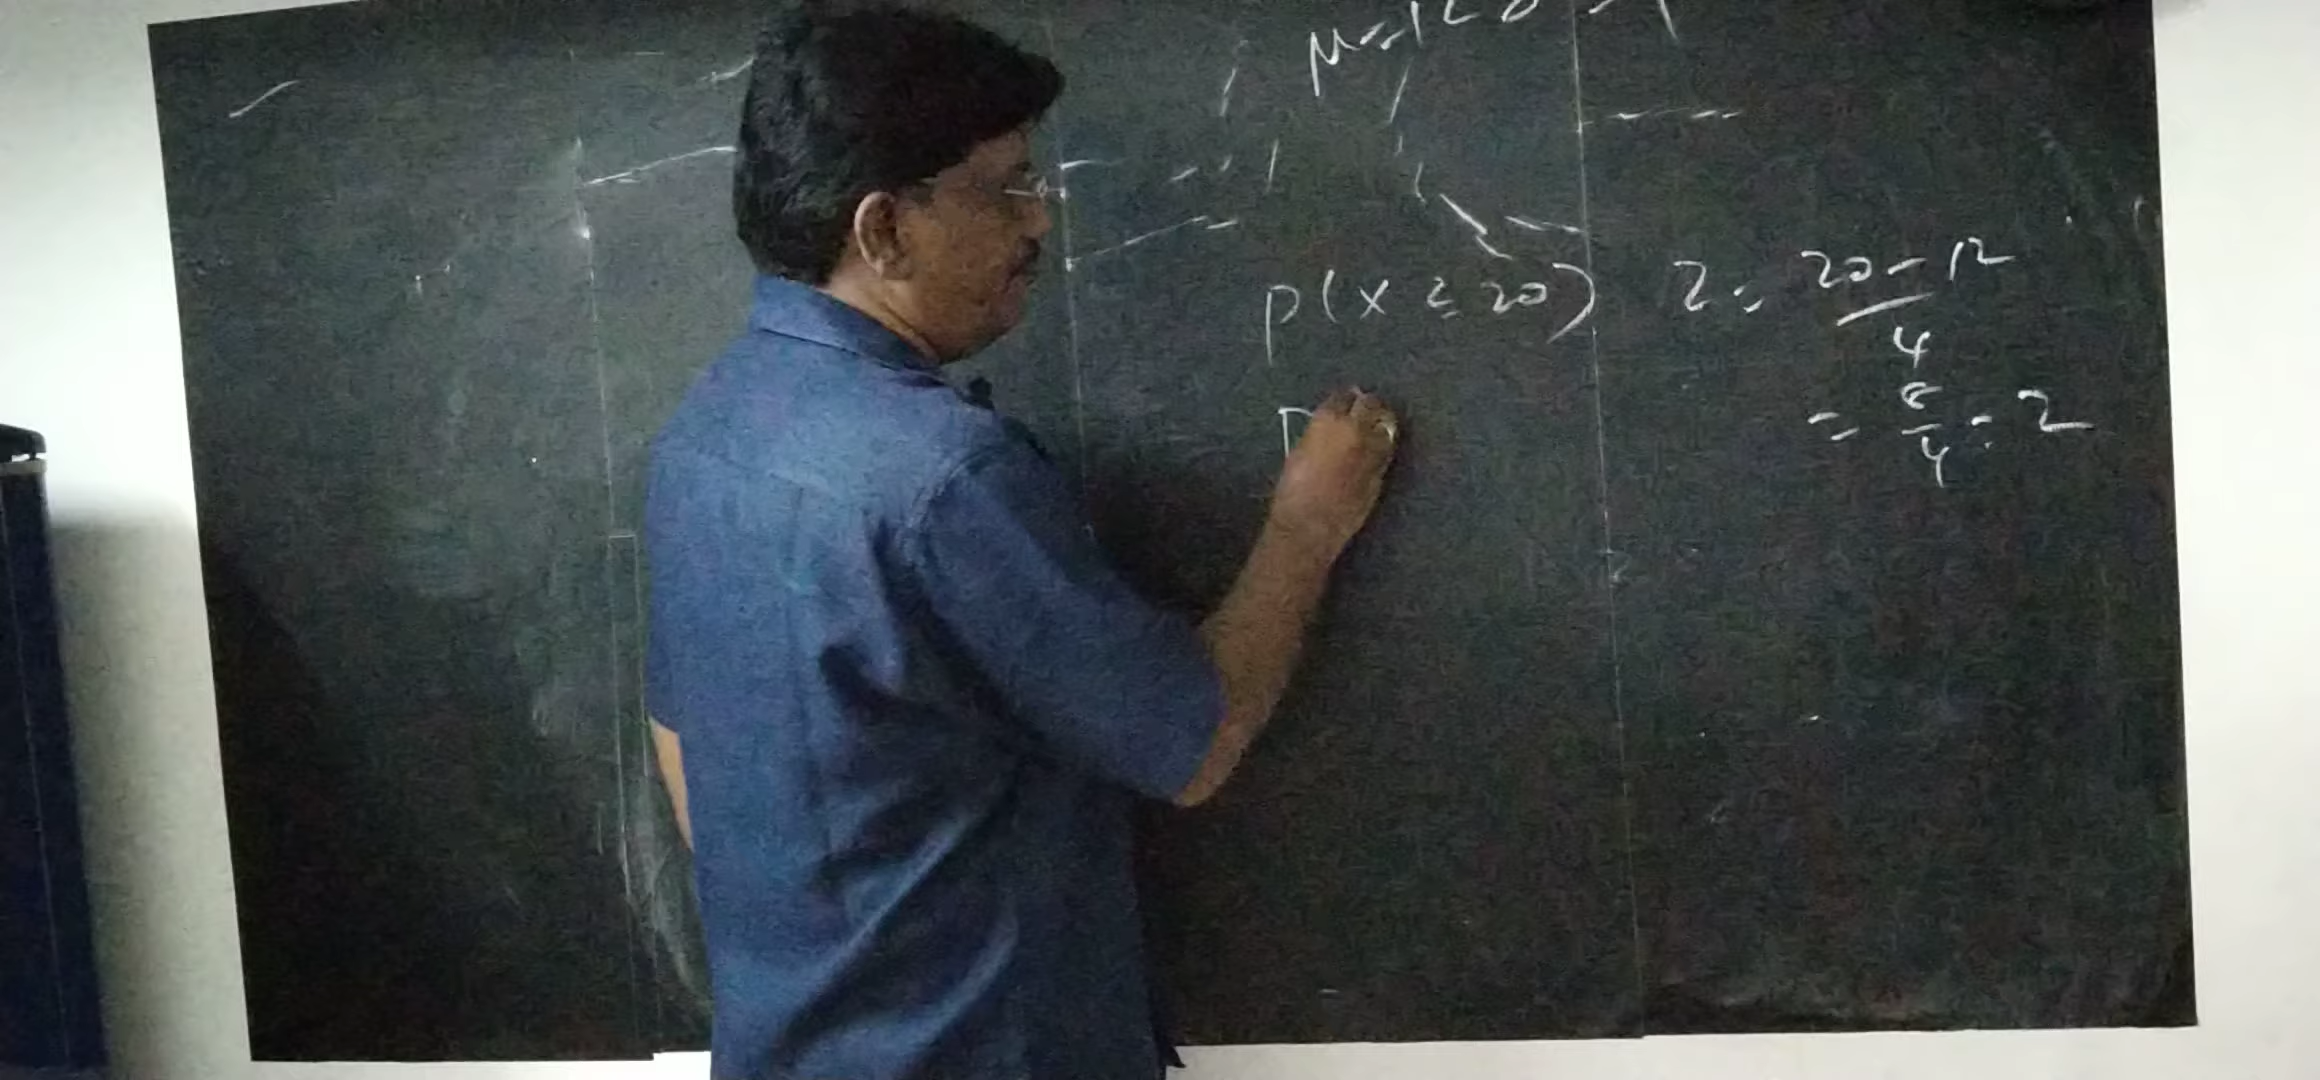 μ = 12
P(X ≥ 20) Z = 20 - 12 / 4
= 8/4 = 2
P